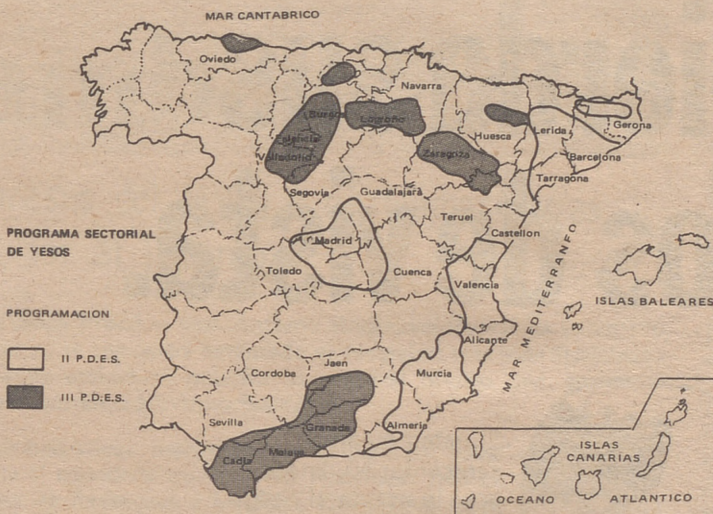 MAR CANTABRICO
Oviedo
Navarra
Burgos
Logroño
Huesca
Lerida
Gerona
Palencia
Valladolid
Zaragoza
Barcelona
Segovia
Guadalajara
Tarragona
Teruel
PROGRAMA SECTORIAL
DE YESOS
Madrid
Castellon
Toledo
Cuenca
Valencia
MAR MEDITERRANEO
ISLAS BALEARES
PROGRAMACION
II P.D.E.S.
III P.D.E.S.
Alicante
Jaen
Cordoba
Murcia
Sevilla
Granada
Almeria
Cadiz
Malaga
ISLAS
CANARIAS
OCEANO
ATLANTICO